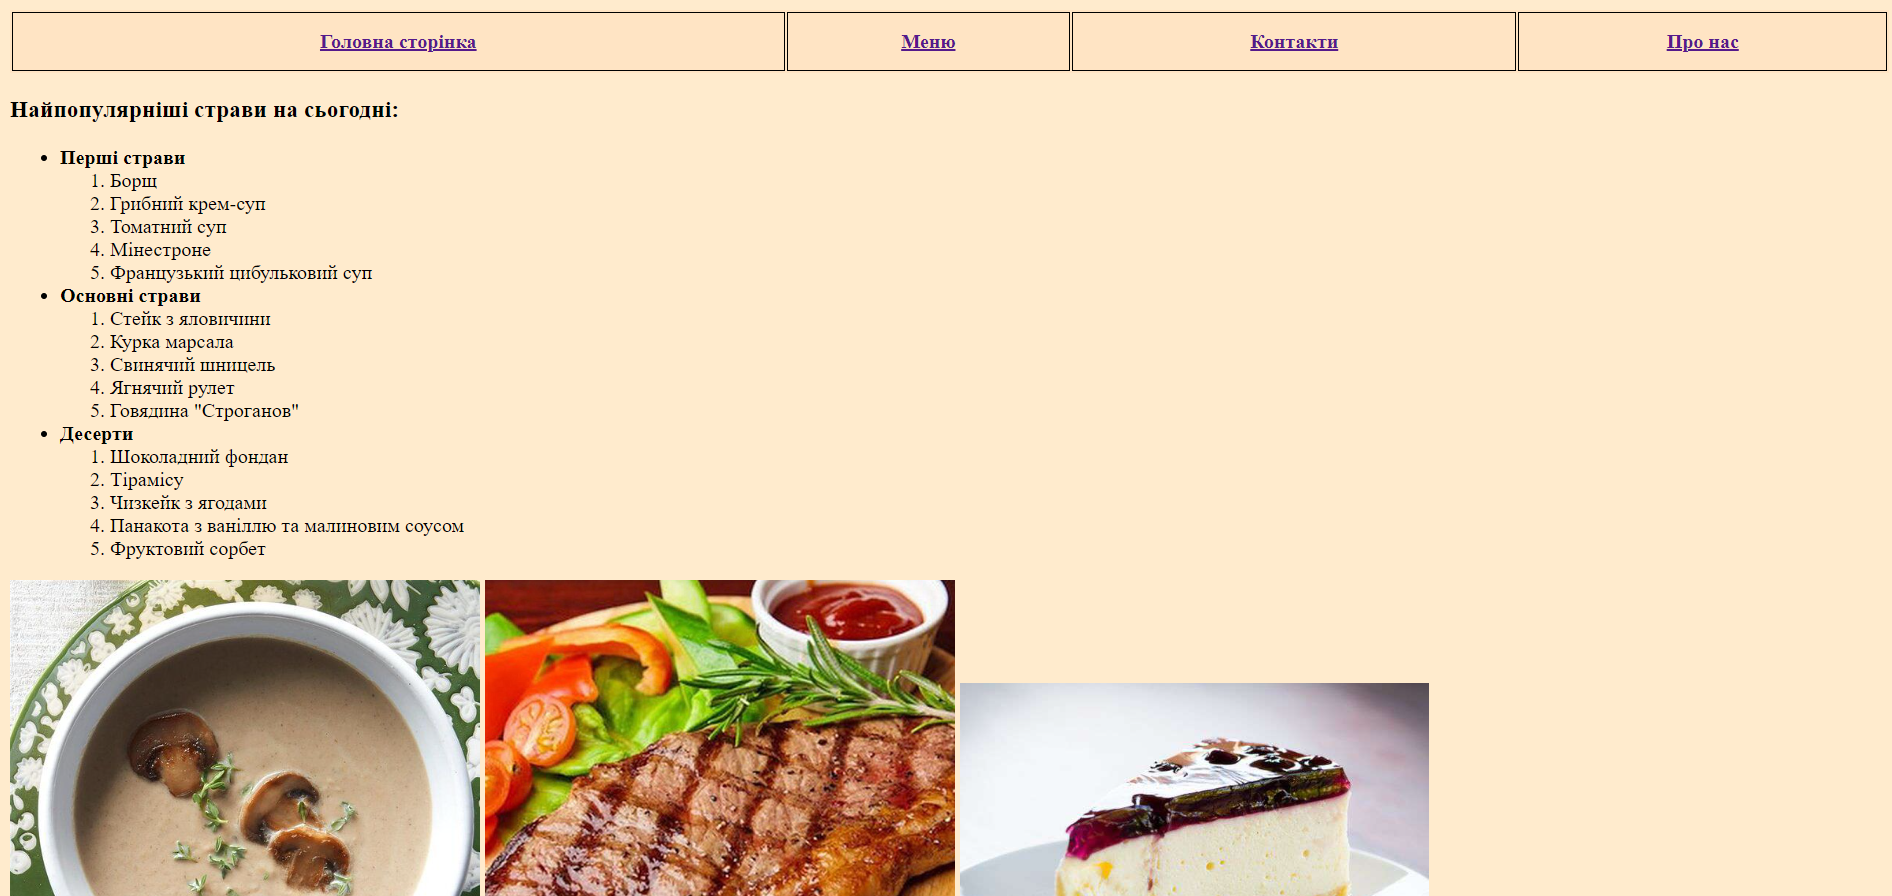 Головна сторінка Меню Контакти Про нас
Найпопулярніші страви на сьогодні:
• Перші страви
1. Борщ
2. Грибний крем-суп
3. Томатний суп
4. Мінестроне
5. Французький цибульковий суп
• Основні страви
1. Стейк з яловичини
2. Курка марсала
3. Свинячий шницель
4. Ягнячий рулет
5. Говядина "Строганов"
• Десерти
1. Шоколадний фондан
2. Тірамісу
3. Чизкейк з ягодами
4. Панакота з ваніллю та малиновим соусом
5. Фруктовий сорбет